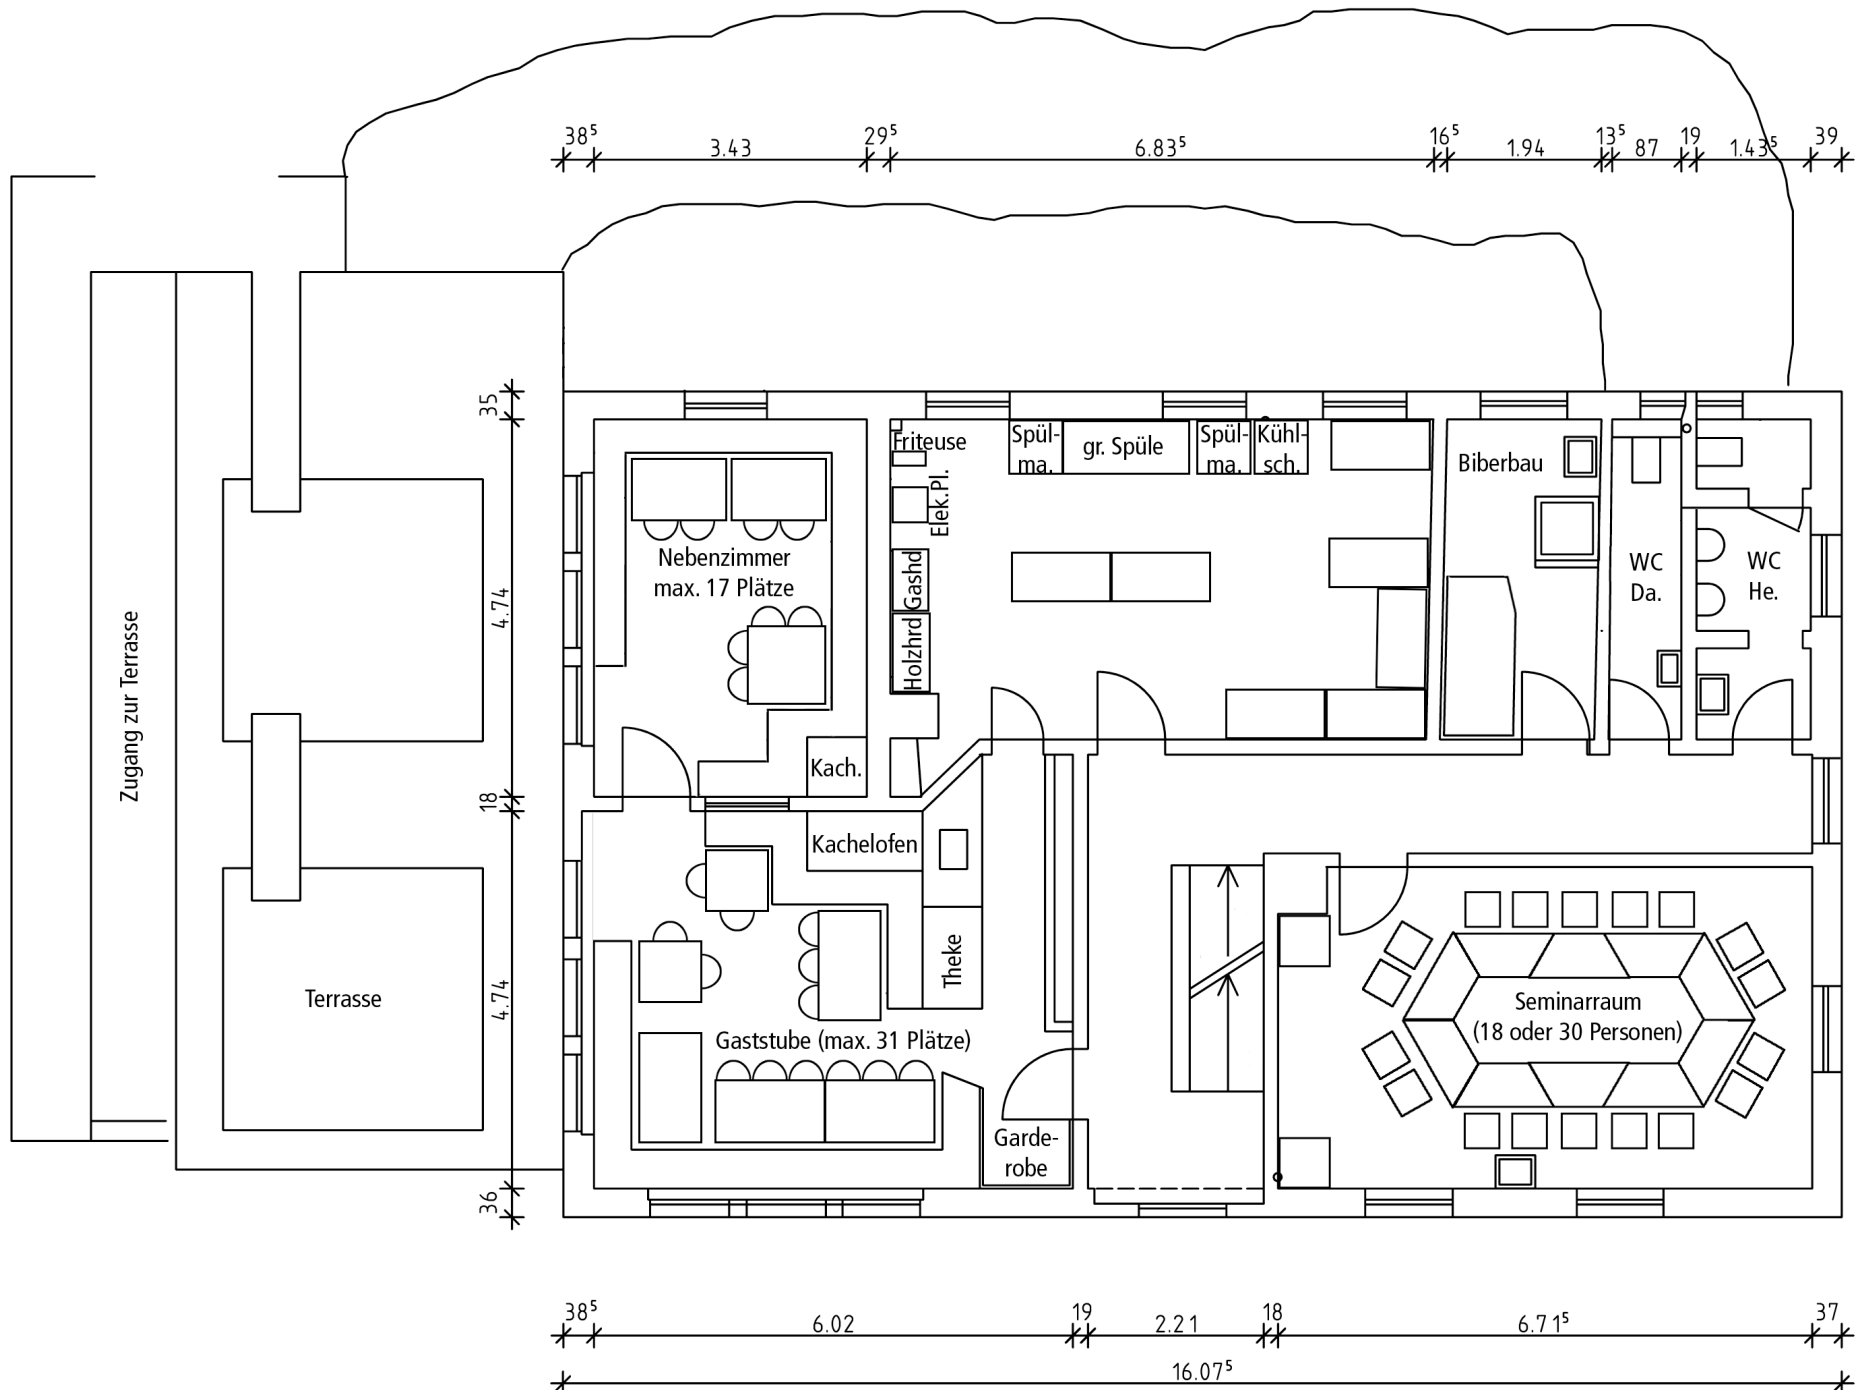 38⁵ 3.43 29⁵ 6.83⁵ 16⁵ 1.94 13⁵ 87 19 1.43⁵ 39
35
4.74
18
4.74
36
Zugang zur Terrasse
Terrasse
Nebenzimmer
max. 17 Plätze
Kach.
Friteuse
Elek.Pl.
Gashd
Holzhrd
Spül-
ma.
gr. Spüle
Spül-
ma.
Kühl-
sch.
Biberbau
WC
Da.
WC
He.
Kachelofen
Theke
Gaststube (max. 31 Plätze)
Garde-
robe
Seminarraum
(18 oder 30 Personen)
38⁵ 6.02 19 2.21 18 6.71⁵ 37
16.07⁵